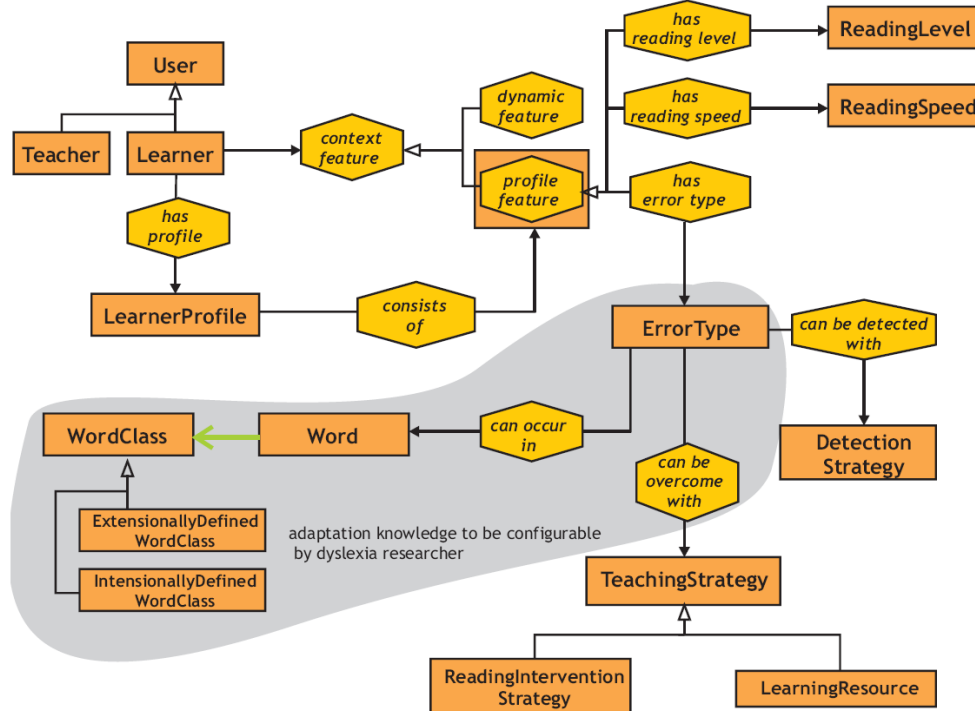 has
reading level
ReadingLevel
User
dynamic
feature
has
reading speed
ReadingSpeed
Teacher
Learner
context
feature
profile
feature
has
error type
has
profile
LearnerProfile
consists
of
ErrorType
can be detected
with
WordClass
Word
can occur
in
Detection
Strategy
can be
overcome
with
ExtensionallyDefined
WordClass
adaptation knowledge to be configurable
by dyslexia researcher
IntensionallyDefined
WordClass
TeachingStrategy
ReadingIntervention
Strategy
LearningResource